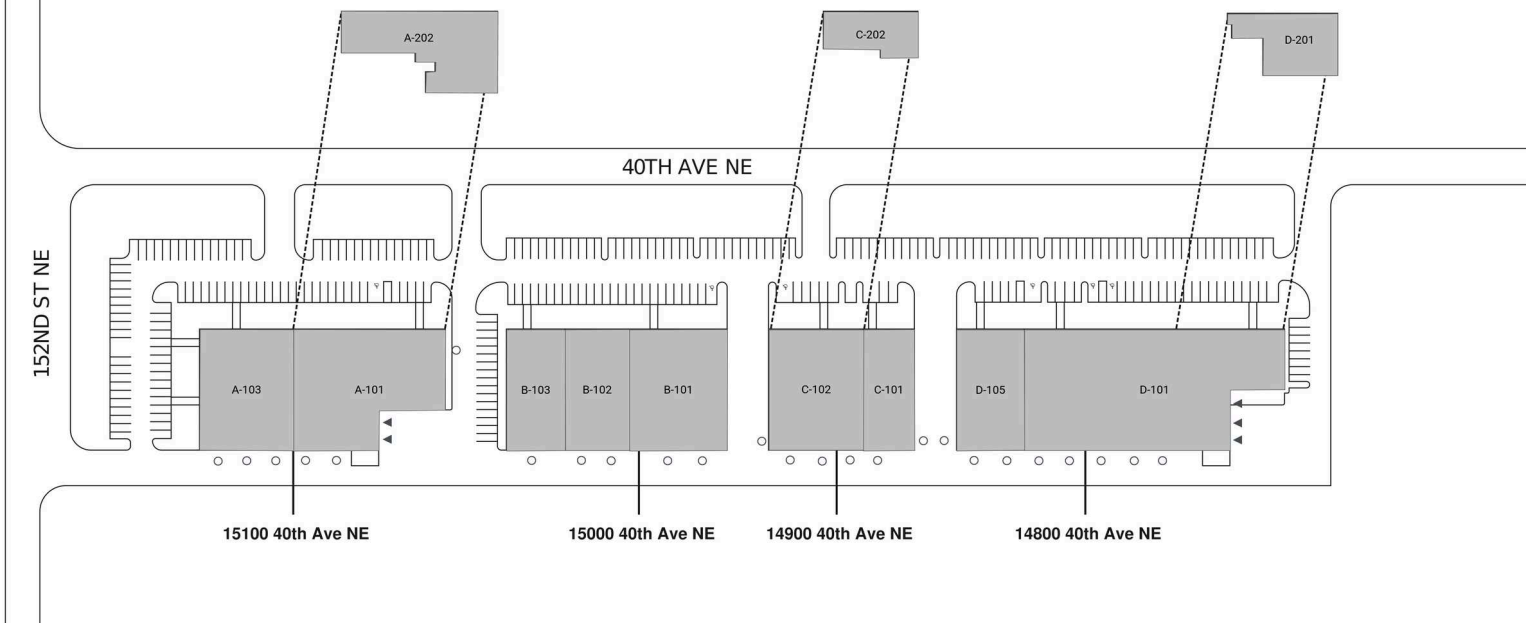 A-202
C-202
D-201
40TH AVE NE
152ND ST NE
A-103
A-101
B-103
B-102
B-101
C-102
C-101
D-105
D-101
15100 40th Ave NE
15000 40th Ave NE
14900 40th Ave NE
14800 40th Ave NE